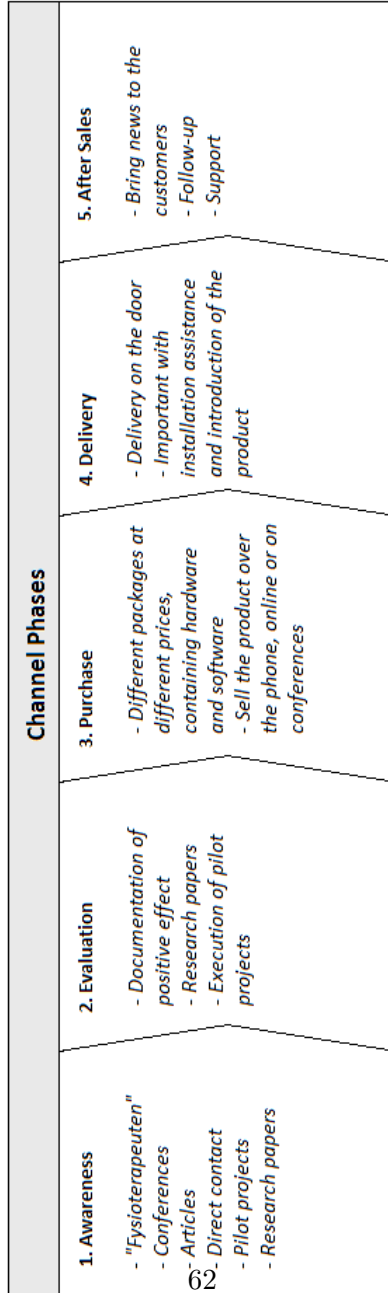 Channel Phases
1. Awareness
- "Fysioterapeuten"
- Conferences
- Articles
- Direct contact
- Pilot projects
- Research papers
2. Evaluation
- Documentation of
positive effect
- Research papers
- Execution of pilot
projects
3. Purchase
- Different packages at
different prices,
containing hardware
and software
- Sell the product over
the phone, online or on
conferences
4. Delivery
- Delivery on the door
- Important with
installation assistance
and introduction of the
product
5. After Sales
- Bring news to the
customers
- Follow-up
- Support
62